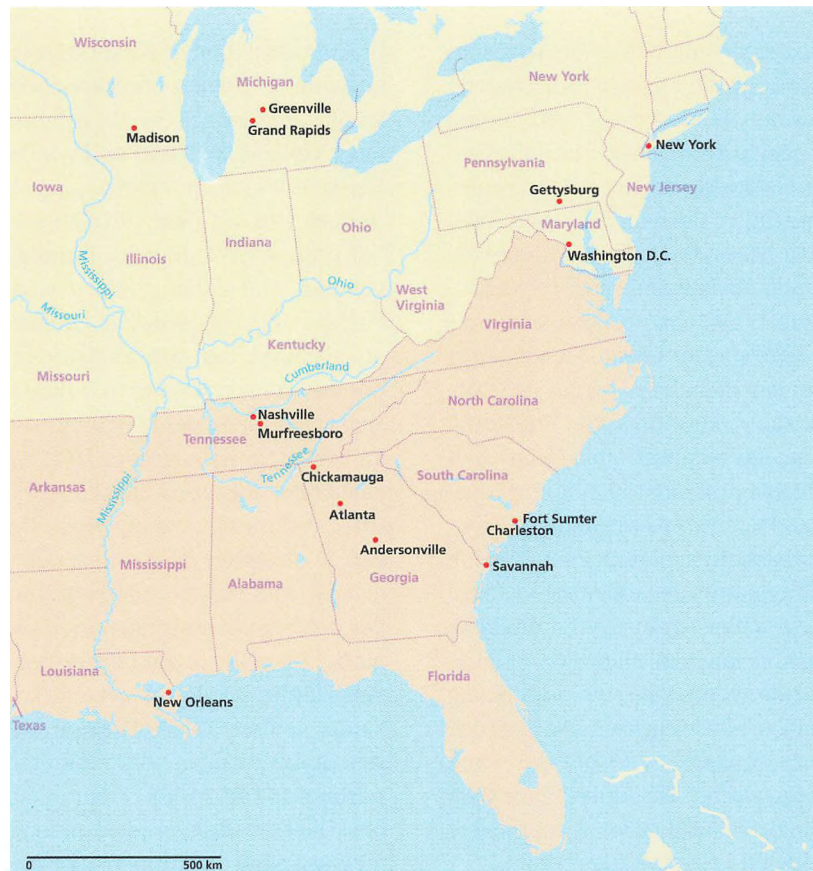 Wisconsin
Michigan
New York
Greenville
Grand Rapids
Madison
New York
Pennsylvania
Gettysburg
New Jersey
Iowa
Maryland
Ohio
Indiana
Illinois
Washington D.C.
Mississippi
Ohio
West
Virginia
Missouri
Virginia
Kentucky
Cumberland
Missouri
North Carolina
Nashville
Murfreesboro
Tennessee
Tennessee
Chickamauga
South Carolina
Arkansas
Mississippi
Atlanta
Fort Sumter
Charleston
Andersonville
Mississippi
Savannah
Alabama
Georgia
Louisiana
Florida
New Orleans
Texas
0 500 km